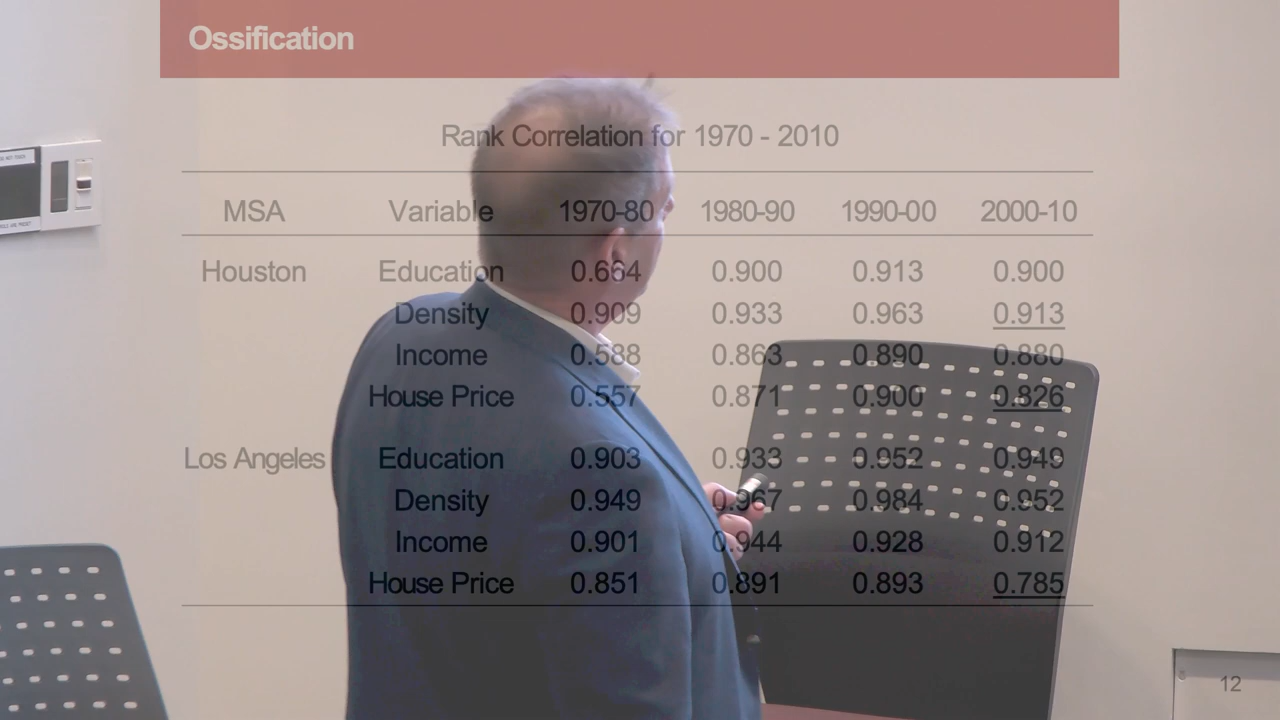 Ossification
Rank Correlation for 1970 - 2010
MSA Variable 1970-80 1980-90 1990-00 2000-10
Houston Education 0.664 0.900 0.913 0.900
Density 0.909 0.933 0.963 0.913
Income 0.588 0.863 0.890 0.880
House Price 0.557 0.871 0.900 0.826
Los Angeles Education 0.903 0.933 0.952 0.949
Density 0.949 0.967 0.984 0.952
Income 0.901 0.944 0.928 0.912
House Price 0.851 0.891 0.893 0.785
12